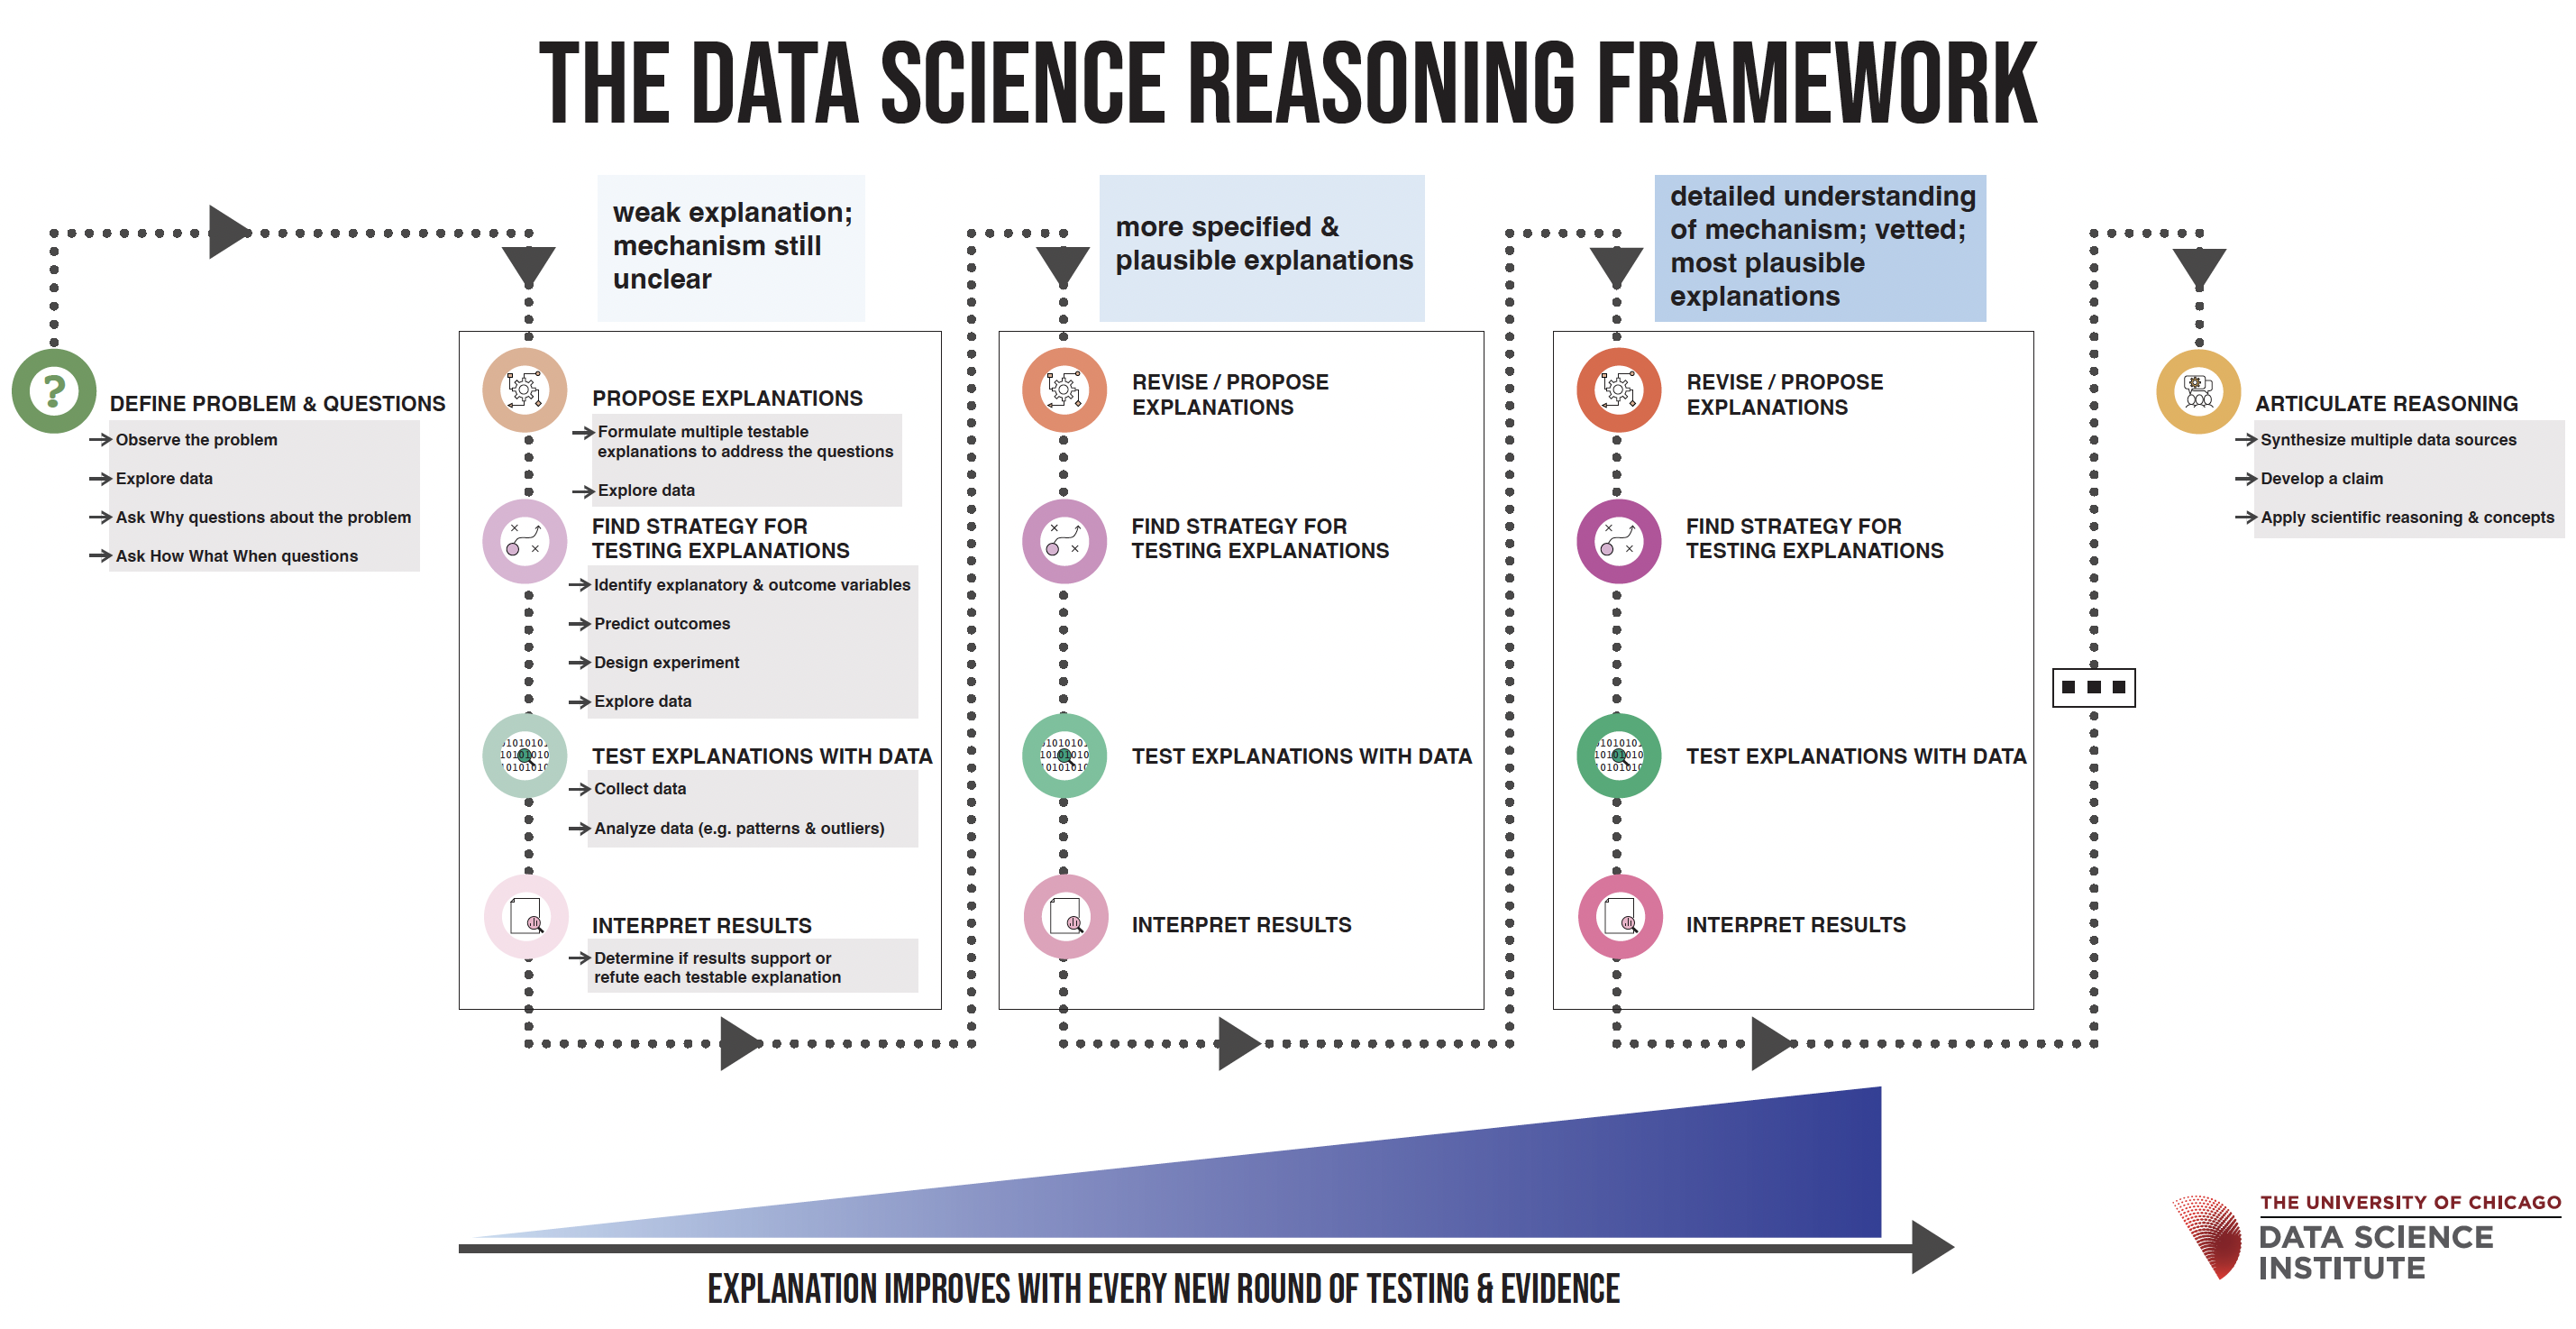 THE DATA SCIENCE REASONING FRAMEWORK
?
DEFINE PROBLEM & QUESTIONS
Observe the problem
Explore data
Ask Why questions about the problem
Ask How What When questions
weak explanation;
mechanism still
unclear
PROPOSE EXPLANATIONS
Formulate multiple testable
explanations to address the questions
Explore data
FIND STRATEGY FOR
TESTING EXPLANATIONS
Identify explanatory & outcome variables
Predict outcomes
Design experiment
Explore data
TEST EXPLANATIONS WITH DATA
Collect data
Analyze data (e.g. patterns & outliers)
INTERPRET RESULTS
Determine if results support or
refute each testable explanation
more specified &
plausible explanations
REVISE / PROPOSE
EXPLANATIONS
FIND STRATEGY FOR
TESTING EXPLANATIONS
TEST EXPLANATIONS WITH DATA
INTERPRET RESULTS
detailed understanding
of mechanism; vetted;
most plausible
explanations
REVISE / PROPOSE
EXPLANATIONS
FIND STRATEGY FOR
TESTING EXPLANATIONS
TEST EXPLANATIONS WITH DATA
INTERPRET RESULTS
ARTICULATE REASONING
Synthesize multiple data sources
Develop a claim
Apply scientific reasoning & concepts
EXPLANATION IMPROVES WITH EVERY NEW ROUND OF TESTING & EVIDENCE
THE UNIVERSITY OF CHICAGO
DATA SCIENCE
INSTITUTE